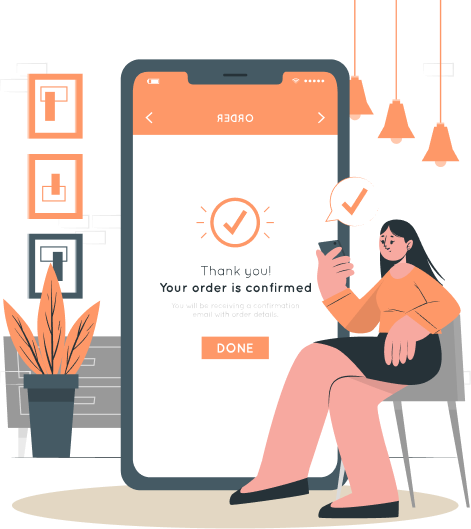 ORDER
Thank you!
Your order is confirmed
You will be receiving a confirmation
email with order details.
DONE